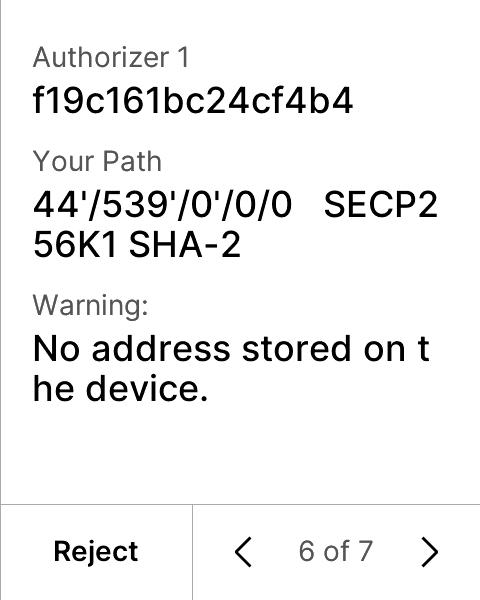 Authorizer 1
f19c161bc24cf4b4
Your Path
44'/539'/0'/0/0   SECP2
56K1 SHA-2
Warning:
No address stored on t
he device.
Reject
6 of 7